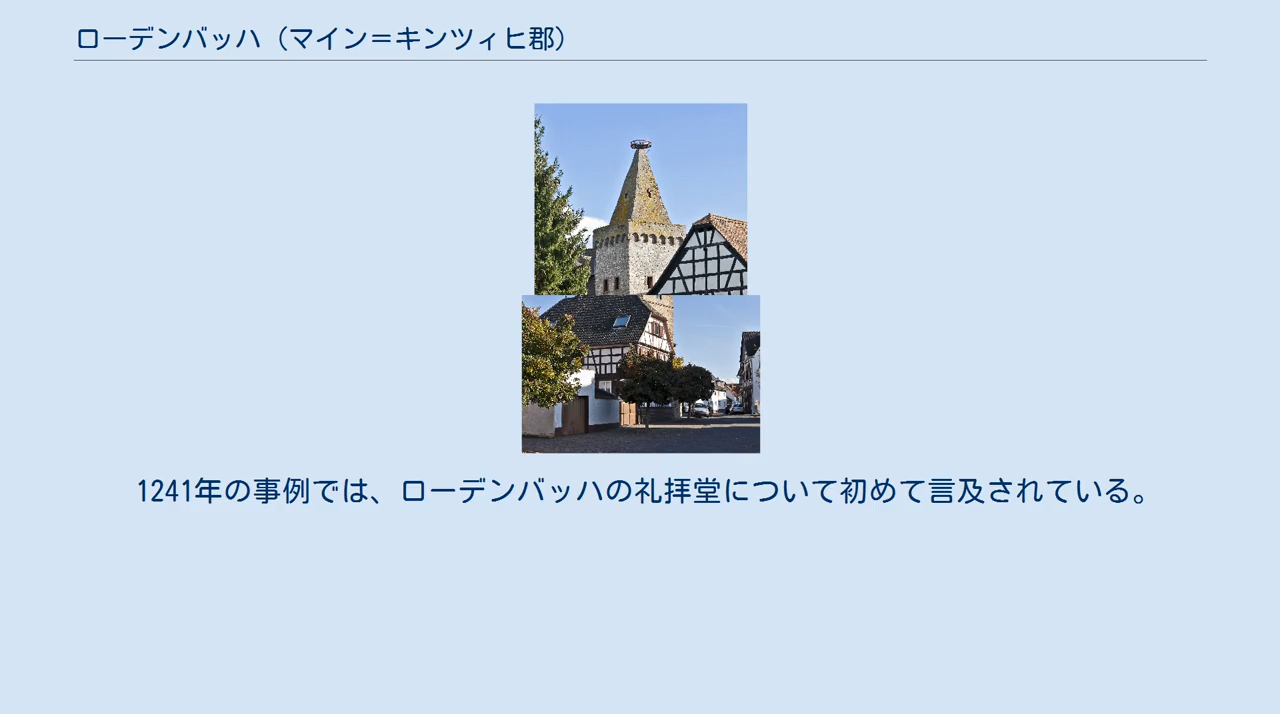 ローデンバッハ（マイン＝キンツィヒ郡）
1241年の事例では、ローデンバッハの礼拝堂について初めて言及されている。